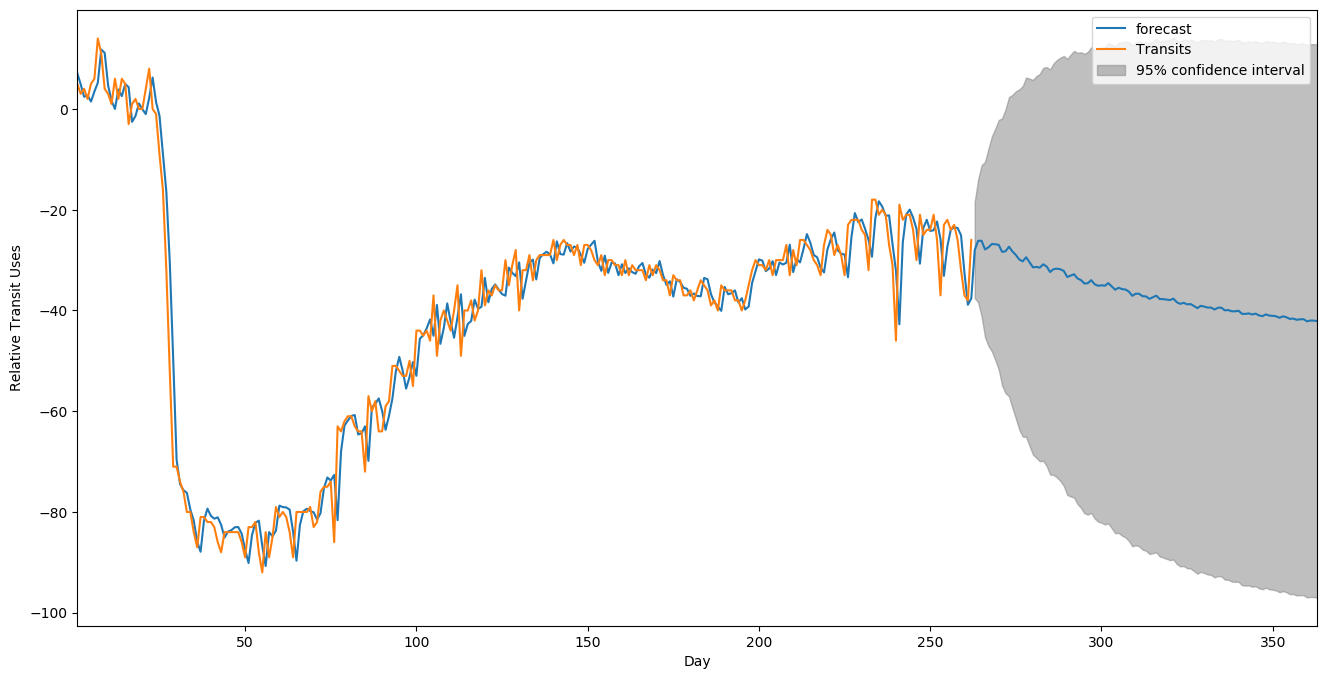 forecast
Transits
95% confidence interval
Relative Transit Uses
0
−20
−40
−60
−80
−100
50
100
150
200
250
300
350
Day